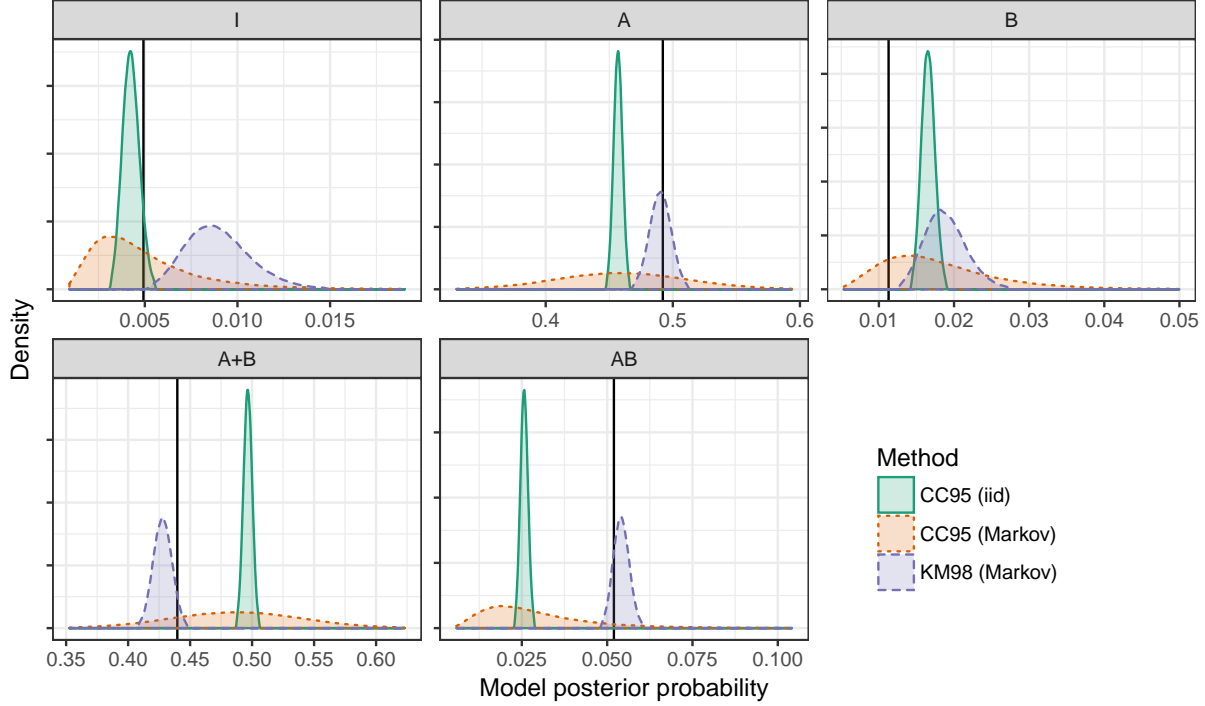 I
A
B
0.005
0.010
0.015
0.4
0.5
0.6
0.01
0.02
0.03
0.04
0.05
Density
A+B
AB
0.35
0.40
0.45
0.50
0.55
0.60
0.025
0.050
0.075
0.100
Model posterior probability
Method
CC95 (iid)
CC95 (Markov)
KM98 (Markov)